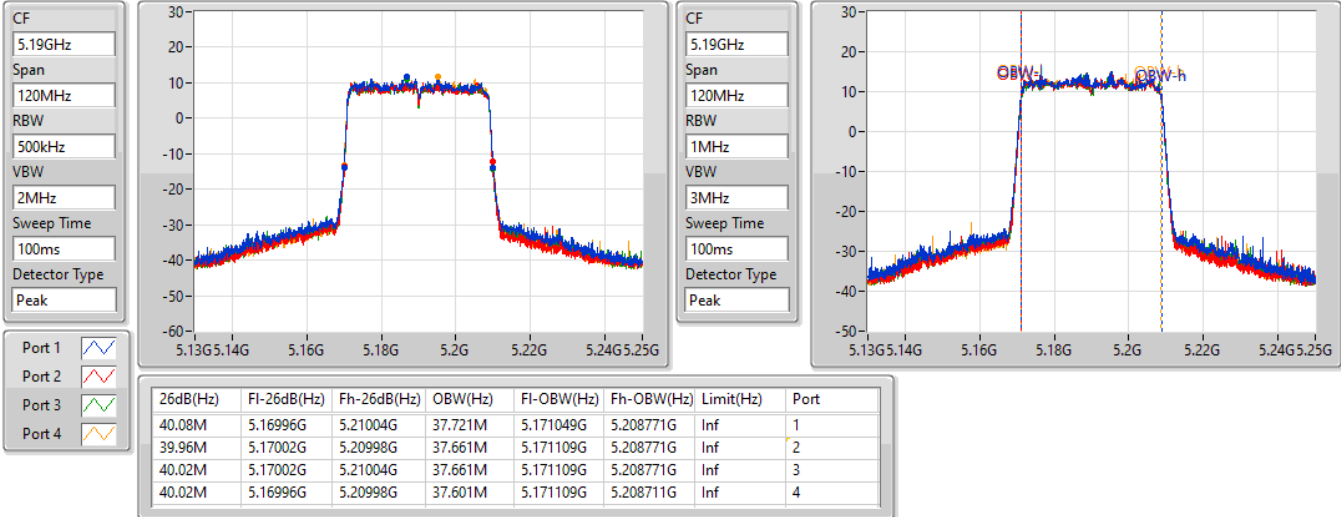 CF
5.19GHz
Span
120MHz
RBW
500kHz
VBW
2MHz
Sweep Time
100ms
Detector Type
Peak
30
20
10
0
-10
-20
-30
-40
-50
-60
5.13G 5.14G 5.16G 5.18G 5.2G 5.22G 5.24G 5.25G
CF
5.19GHz
Span
120MHz
RBW
1MHz
VBW
3MHz
Sweep Time
100ms
Detector Type
Peak
30
20
10
0
-10
-20
-30
-40
-50
OBW-l OBW-h
5.13G 5.14G 5.16G 5.18G 5.2G 5.22G 5.24G 5.25G
Port 1
Port 2
Port 3
Port 4
26dB(Hz) Fl-26dB(Hz) Fh-26dB(Hz) OBW(Hz) Fl-OBW(Hz) Fh-OBW(Hz) Limit(Hz) Port
40.08M 5.16996G 5.21004G 37.721M 5.171049G 5.208771G Inf 1
39.96M 5.17002G 5.20998G 37.661M 5.171109G 5.208771G Inf 2
40.02M 5.17002G 5.21004G 37.661M 5.171109G 5.208771G Inf 3
40.02M 5.16996G 5.20998G 37.601M 5.171109G 5.208711G Inf 4